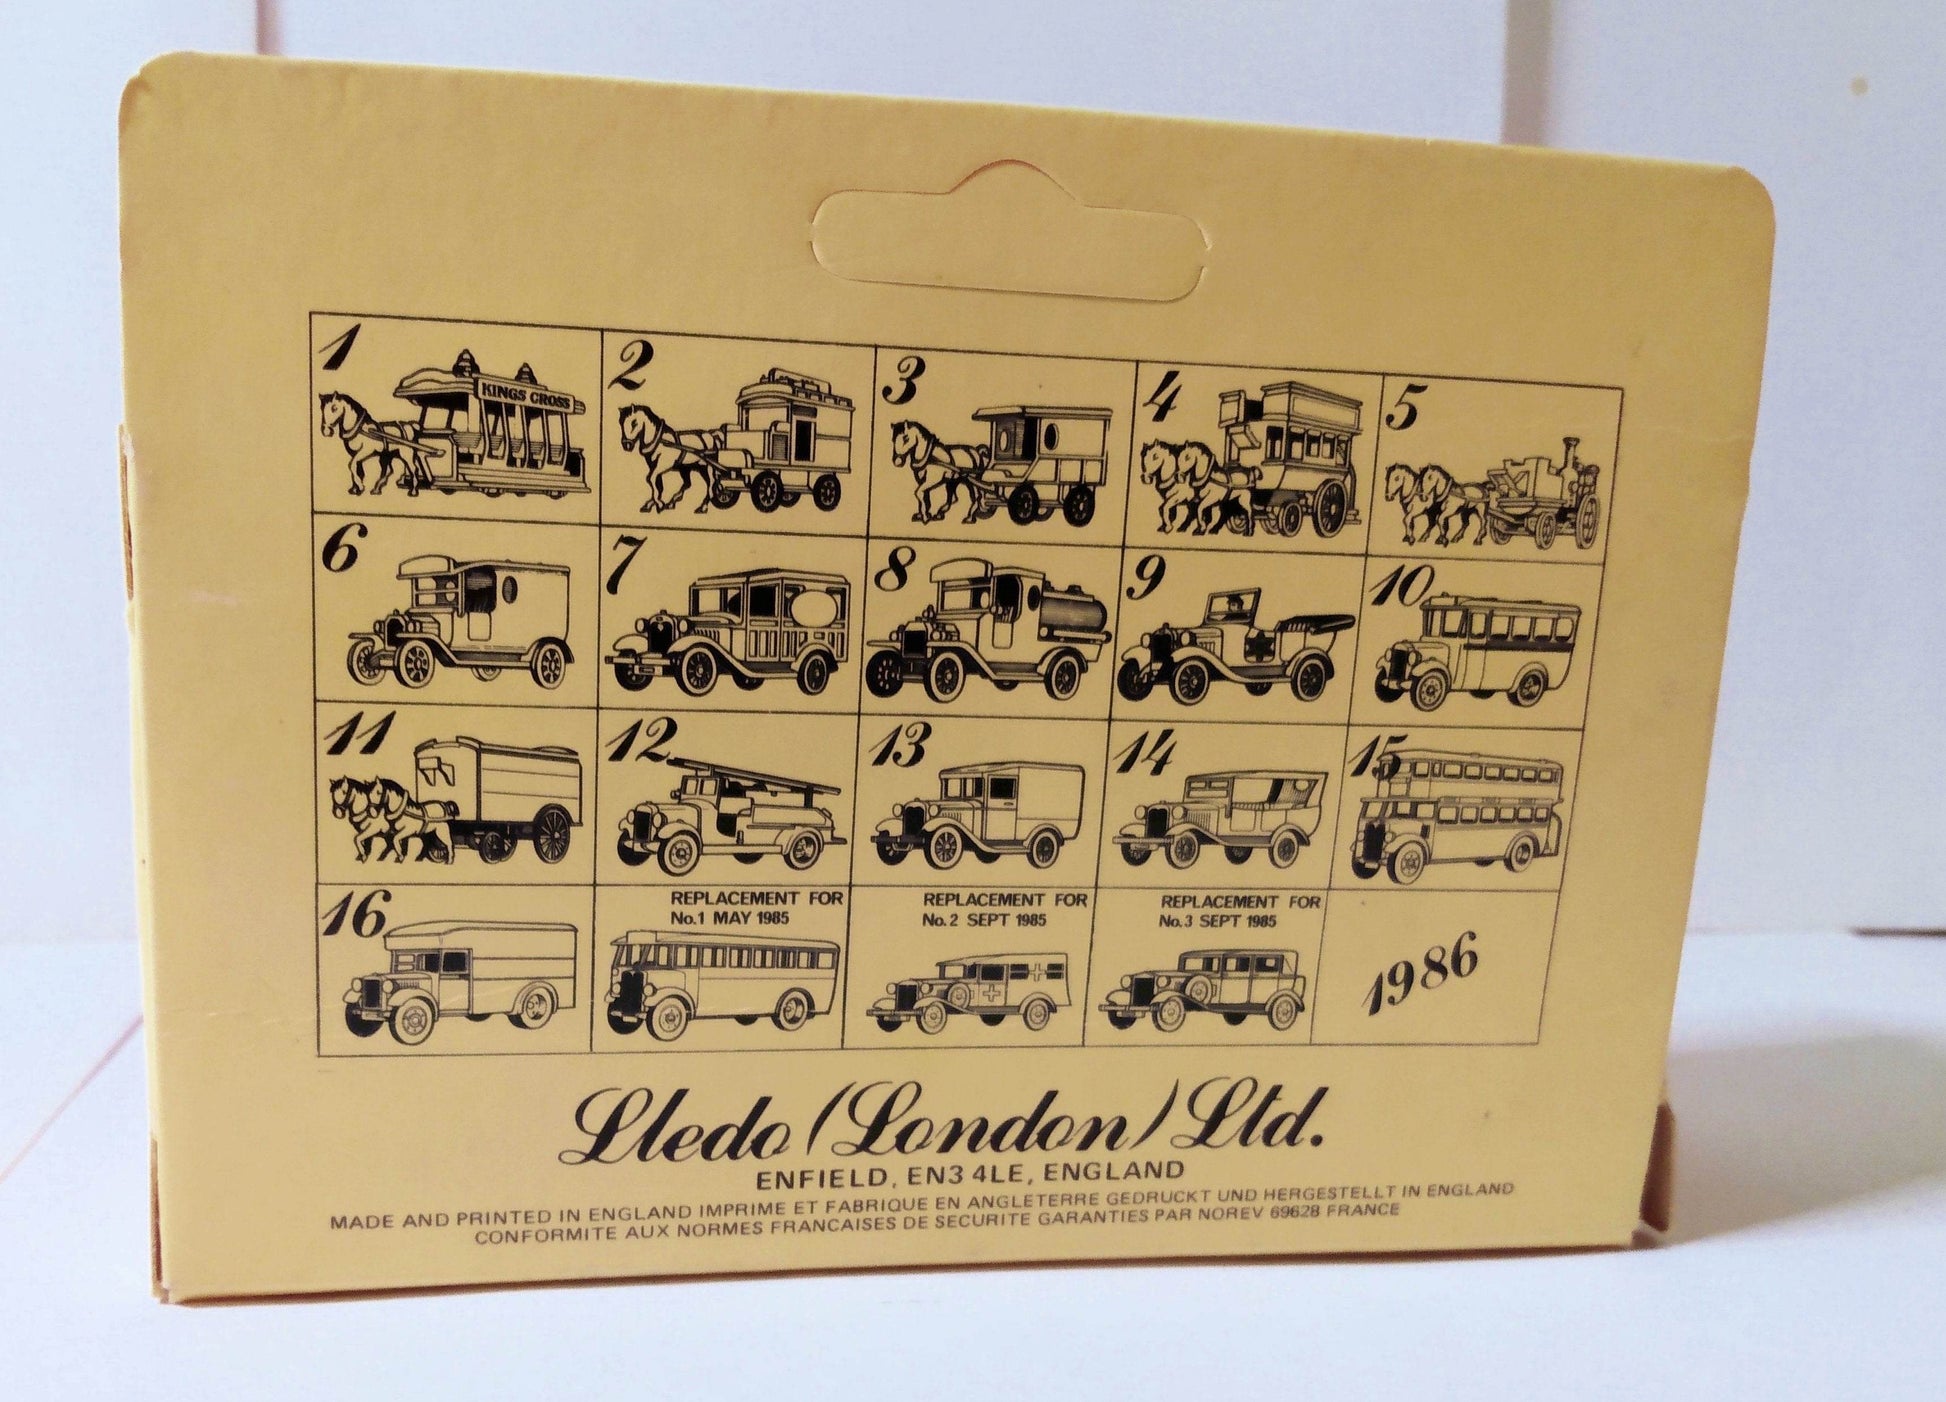 1
KINGS CROSS
2
3
4
5
6
7
8
9
10
11
12
13
14
15
16
REPLACEMENT FOR
No.1 MAY 1985
REPLACEMENT FOR
No.2 SEPT 1985
REPLACEMENT FOR
No.3 SEPT 1985
1986
Lledo (London) Ltd.
ENFIELD, EN3 4LE, ENGLAND
MADE AND PRINTED IN ENGLAND IMPRIME ET FABRIQUE EN ANGLETERRE GEDRUCKT UND HERGESTELLT IN ENGLAND
CONFORMITE AUX NORMES FRANCAISES DE SECURITE GARANTIES PAR NOREV 69628 FRANCE